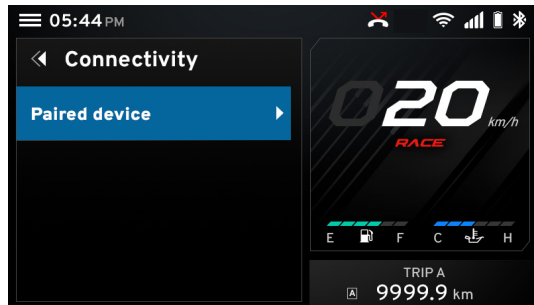 05:44 PM
Connectivity
Paired device
020 km/h
RACE
E F C H
TRIP A
A 9999.9 km